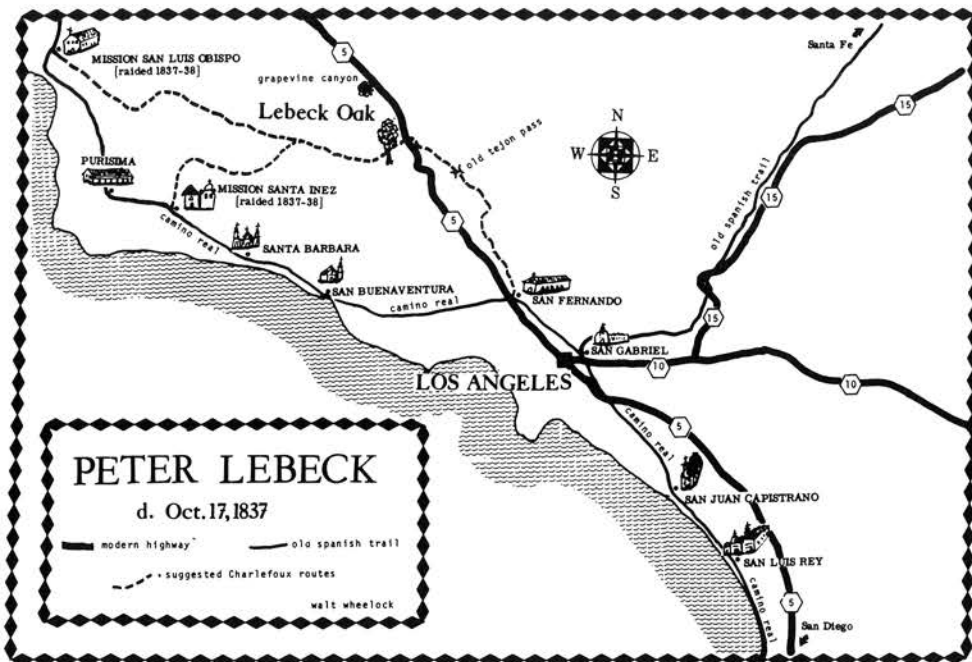 Santa Fe
5
MISSION SAN LUIS OBISPO
[raided 1837-38]
grapevine canyon
Lebeck Oak
15
N
W E
S
old tejon pass
PURISIMA
MISSION SANTA INEZ
[raided 1837-38]
15
old spanish trail
camino real
5
SANTA BARBARA
SAN BUENAVENTURA
camino real
SAN FERNANDO
15
SAN GABRIEL
10
LOS ANGELES
10
camino real
5
SAN JUAN CAPISTRANO
SAN LUIS REY
camino real
5
San Diego
PETER LEBECK
d. Oct. 17, 1837
modern highway
old spanish trail
suggested Charlefoux routes
walt wheelock